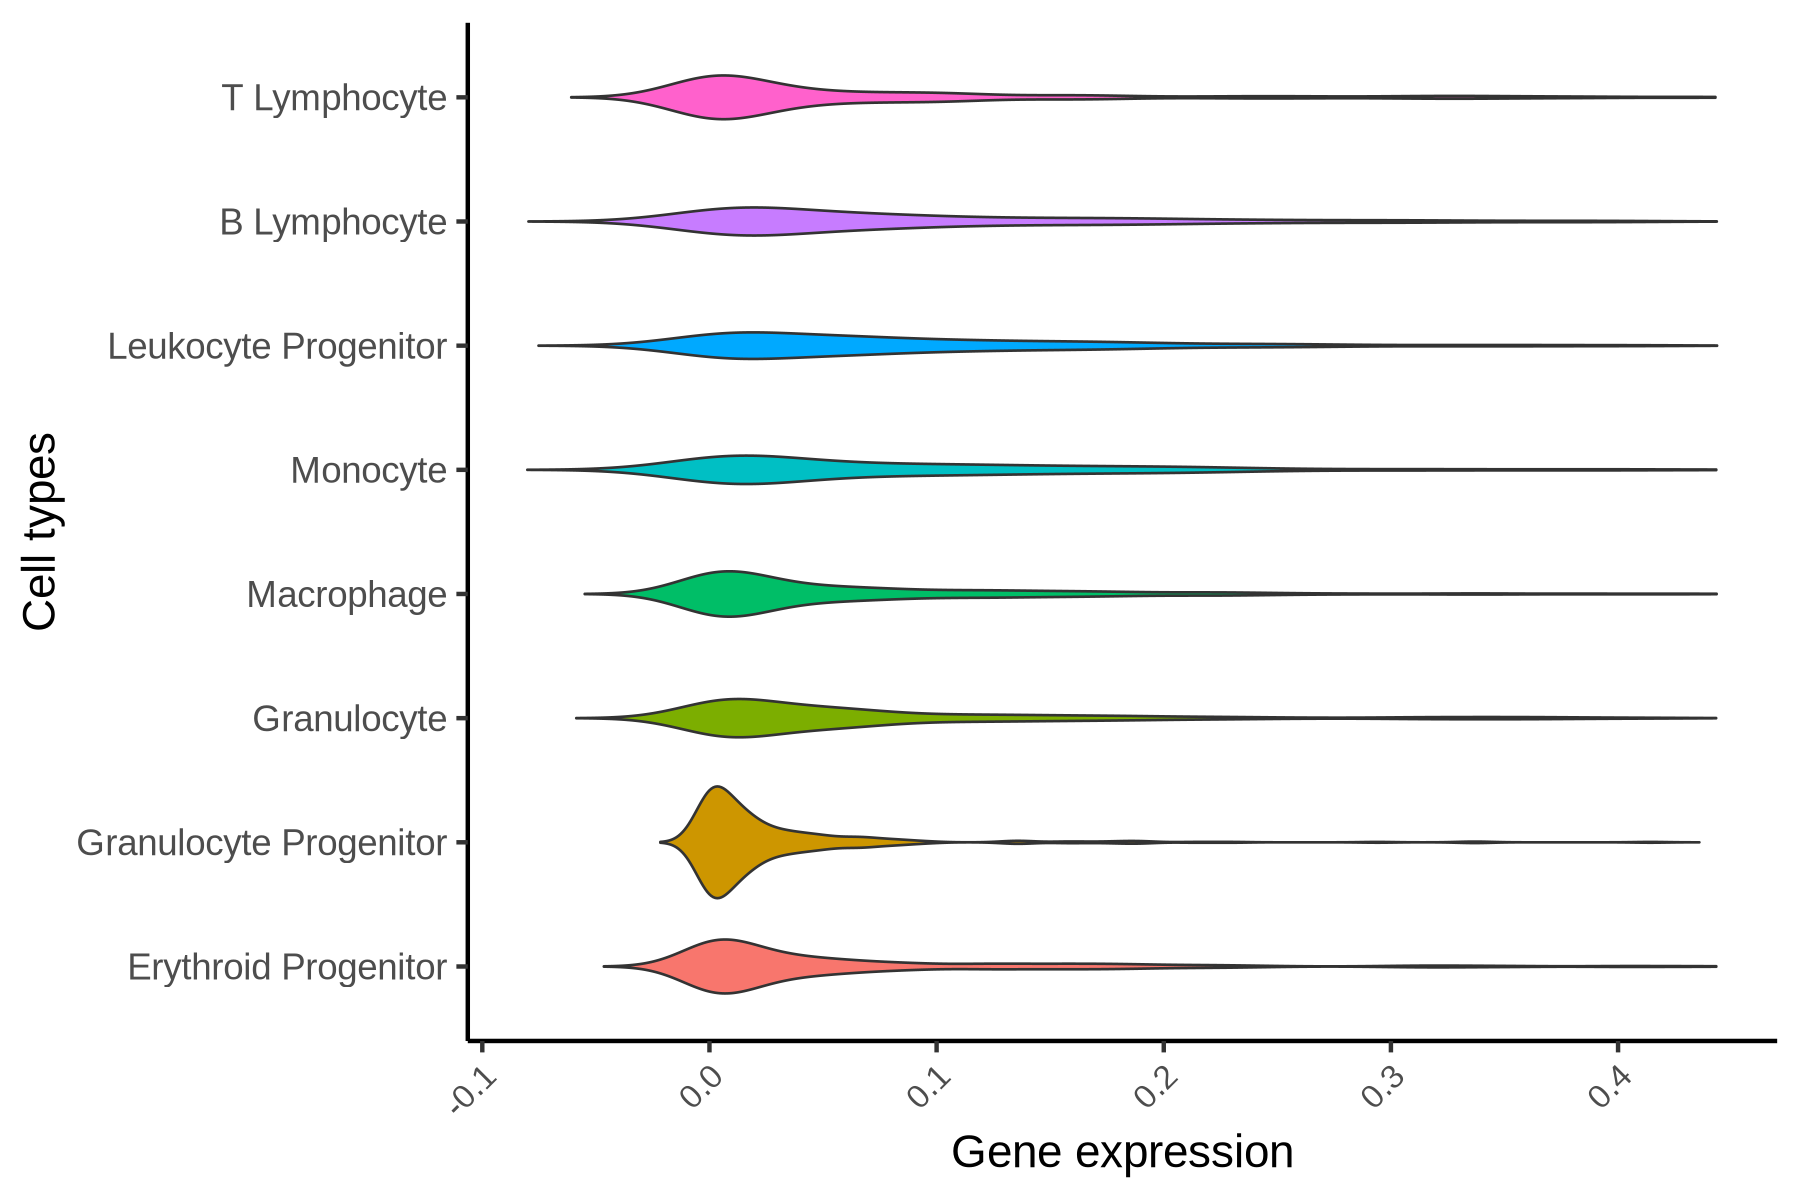 T Lymphocyte
B Lymphocyte
Leukocyte Progenitor
Monocyte
Macrophage
Granulocyte
Granulocyte Progenitor
Erythroid Progenitor
Cell types
-0.1
0.0
0.1
0.2
0.3
0.4
Gene expression